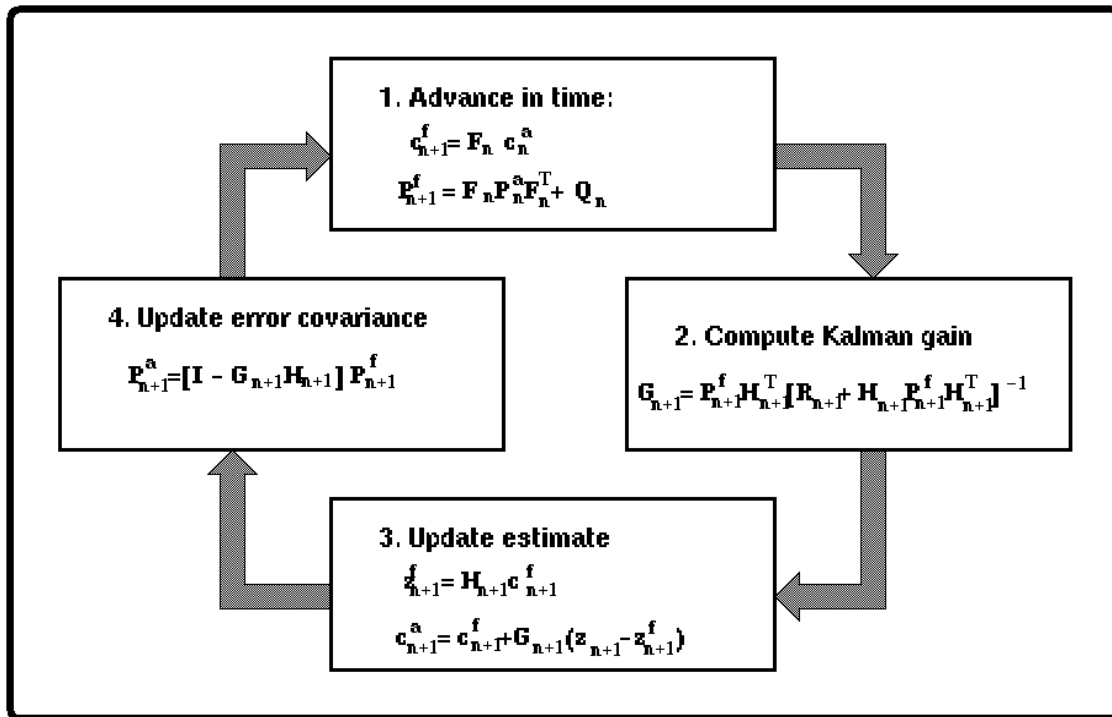 1. Advance in time:
c^f_{n+1} = F_n c^a_n
P^f_{n+1} = F_n P^a_n F^T_n + Q_n
2. Compute Kalman gain
G_{n+1} = P^f_{n+1} H^T_{n+1} [R_{n+1} + H_{n+1} P^f_{n+1} H^T_{n+1}]^{-1}
3. Update estimate
z^f_{n+1} = H_{n+1} c^f_{n+1}
c^a_{n+1} = c^f_{n+1} + G_{n+1} (z_{n+1} - z^f_{n+1})
4. Update error covariance
P^a_{n+1} = [I - G_{n+1} H_{n+1}] P^f_{n+1}